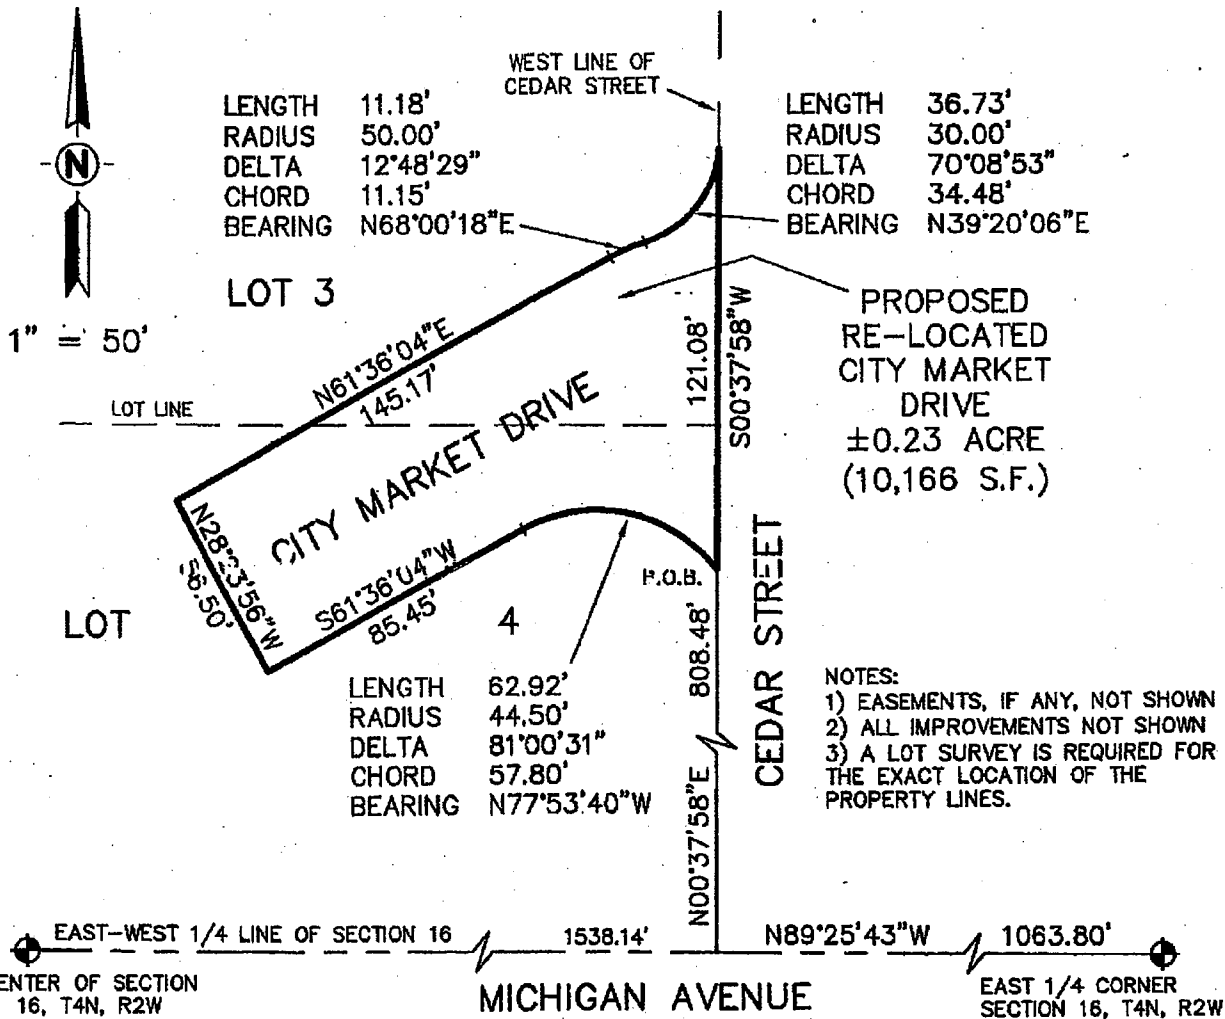 WEST LINE OF
CEDAR STREET
LENGTH 11.18'
RADIUS 50.00'
DELTA 12°48'29"
CHORD 11.15'
BEARING N68°00'18"E
LENGTH 36.73'
RADIUS 30.00'
DELTA 70°08'53"
CHORD 34.48'
BEARING N39°20'06"E
N
1" = 50'
LOT 3
PROPOSED
RE-LOCATED
CITY MARKET
DRIVE
±0.23 ACRE
(10,166 S.F.)
N61°36'04"E
145.17'
121.08'
S00°37'58"W
LOT LINE
CITY MARKET DRIVE
N28°23'56"W
S61°36'04"W
85.45'
P.O.B.
LOT
4
808.48'
CEDAR STREET
LENGTH 62.92'
RADIUS 44.50'
DELTA 81°00'31"
CHORD 57.80'
BEARING N77°53'40"W
NOTES:
1) EASEMENTS, IF ANY, NOT SHOWN
2) ALL IMPROVEMENTS NOT SHOWN
3) A LOT SURVEY IS REQUIRED FOR
THE EXACT LOCATION OF THE
PROPERTY LINES.
N00°37'58"E
EAST-WEST 1/4 LINE OF SECTION 16
1538.14'
N89°25'43"W
1063.80'
ENTER OF SECTION
16, T4N, R2W
MICHIGAN AVENUE
EAST 1/4 CORNER
SECTION 16, T4N, R2W